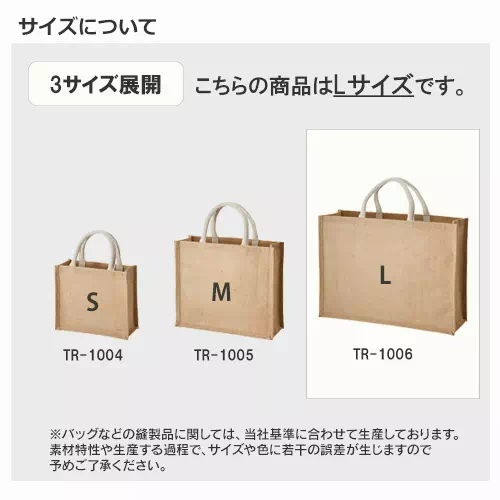 サイズについて
3サイズ展開
こちらの商品はLサイズです。
S
M
L
TR-1004
TR-1005
TR-1006
※バッグなどの縫製品に関しては、当社基準に合わせて生産しております。
素材特性や生産する過程で、サイズや色に若干の誤差が生じますので
予めご了承ください。